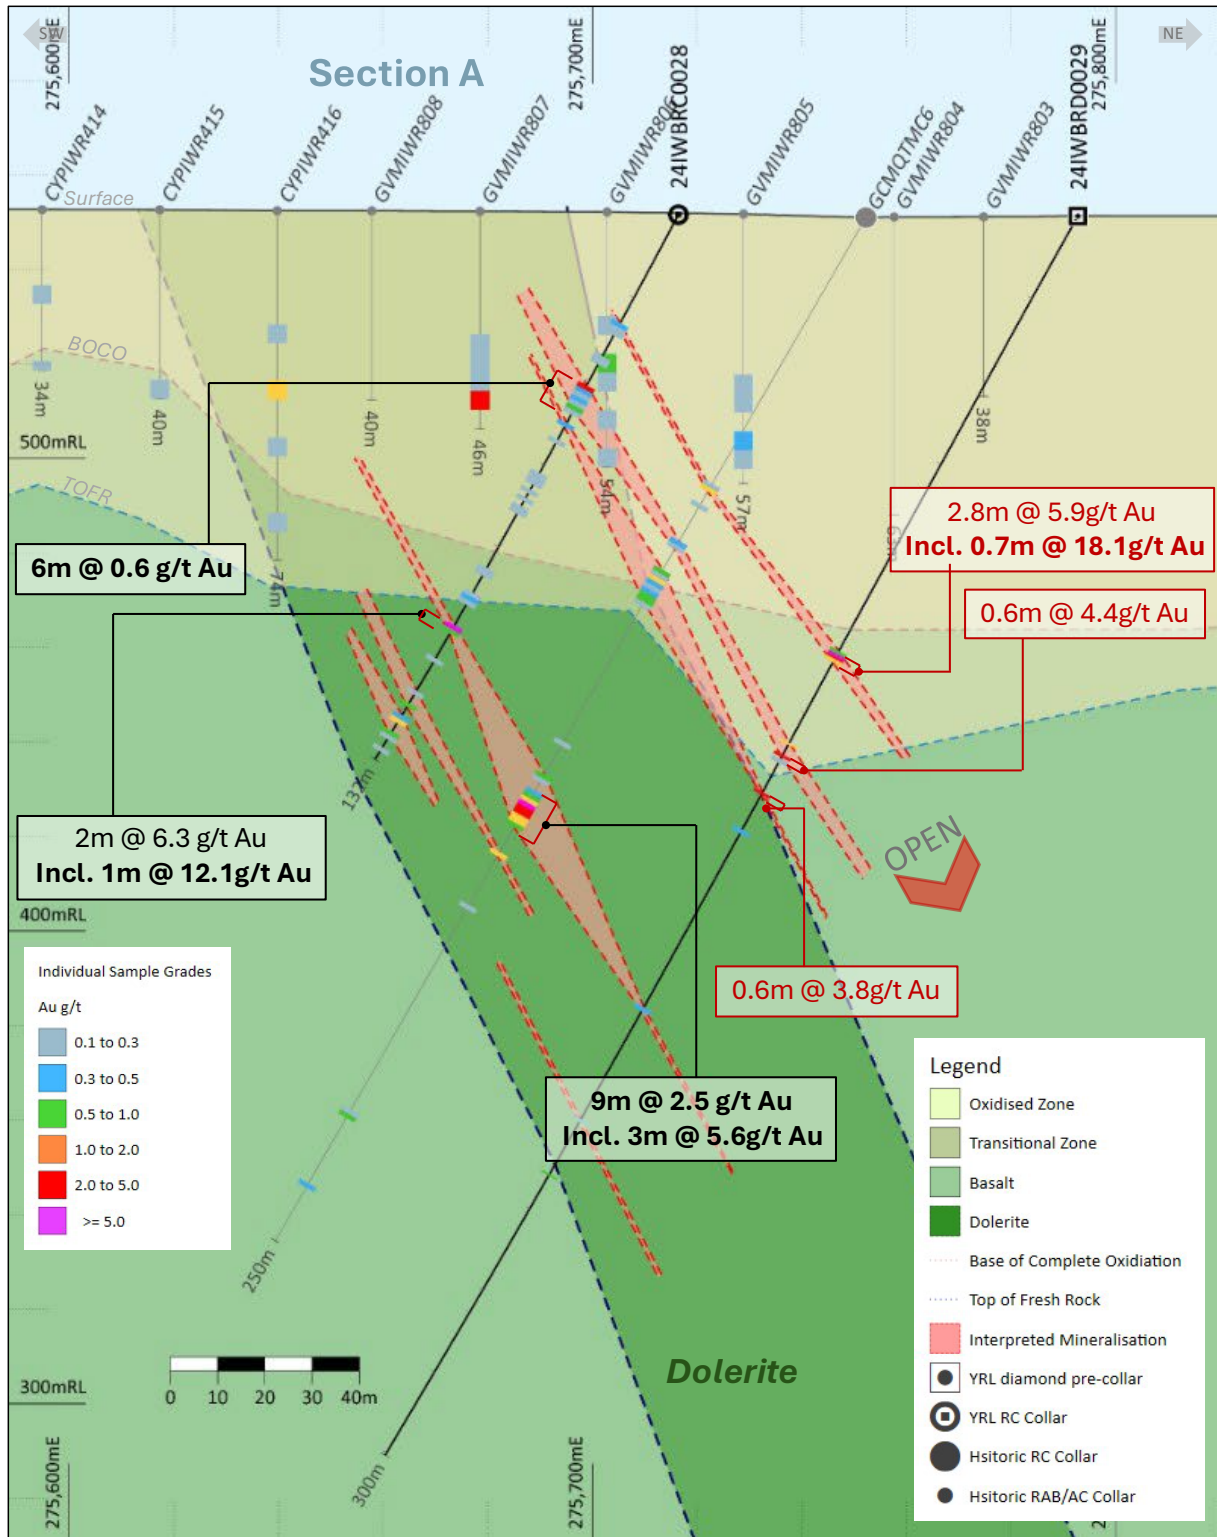 SW
NE
275,600mE
275,700mE
275,800mE
Section A
CYPIWR414
CYPIWR415
CYPIWR416
GVMIWR808
GVMIWR807
GVMIWR806
24IWBRC0028
GVMIWR805
GCMQTMC6
GVMIWR804
GVMIWR803
24IWBRD0029
Surface
BOCO
TOFR
34m
40m
74m
40m
46m
54m
57m
38m
500mRL
2.8m @ 5.9g/t Au
Incl. 0.7m @ 18.1g/t Au
6m @ 0.6 g/t Au
0.6m @ 4.4g/t Au
132m
2m @ 6.3 g/t Au
Incl. 1m @ 12.1g/t Au
OPEN
400mRL
0.6m @ 3.8g/t Au
9m @ 2.5 g/t Au
Incl. 3m @ 5.6g/t Au
Individual Sample Grades
Au g/t
0.1 to 0.3
0.3 to 0.5
0.5 to 1.0
1.0 to 2.0
2.0 to 5.0
>= 5.0
250m
Legend
Oxidised Zone
Transitional Zone
Basalt
Dolerite
Base of Complete Oxidiation
Top of Fresh Rock
Interpreted Mineralisation
YRL diamond pre-collar
YRL RC Collar
Hsitoric RC Collar
Hsitoric RAB/AC Collar
Dolerite
300mRL
0 10 20 30 40m
300m
275,600mE
275,700mE